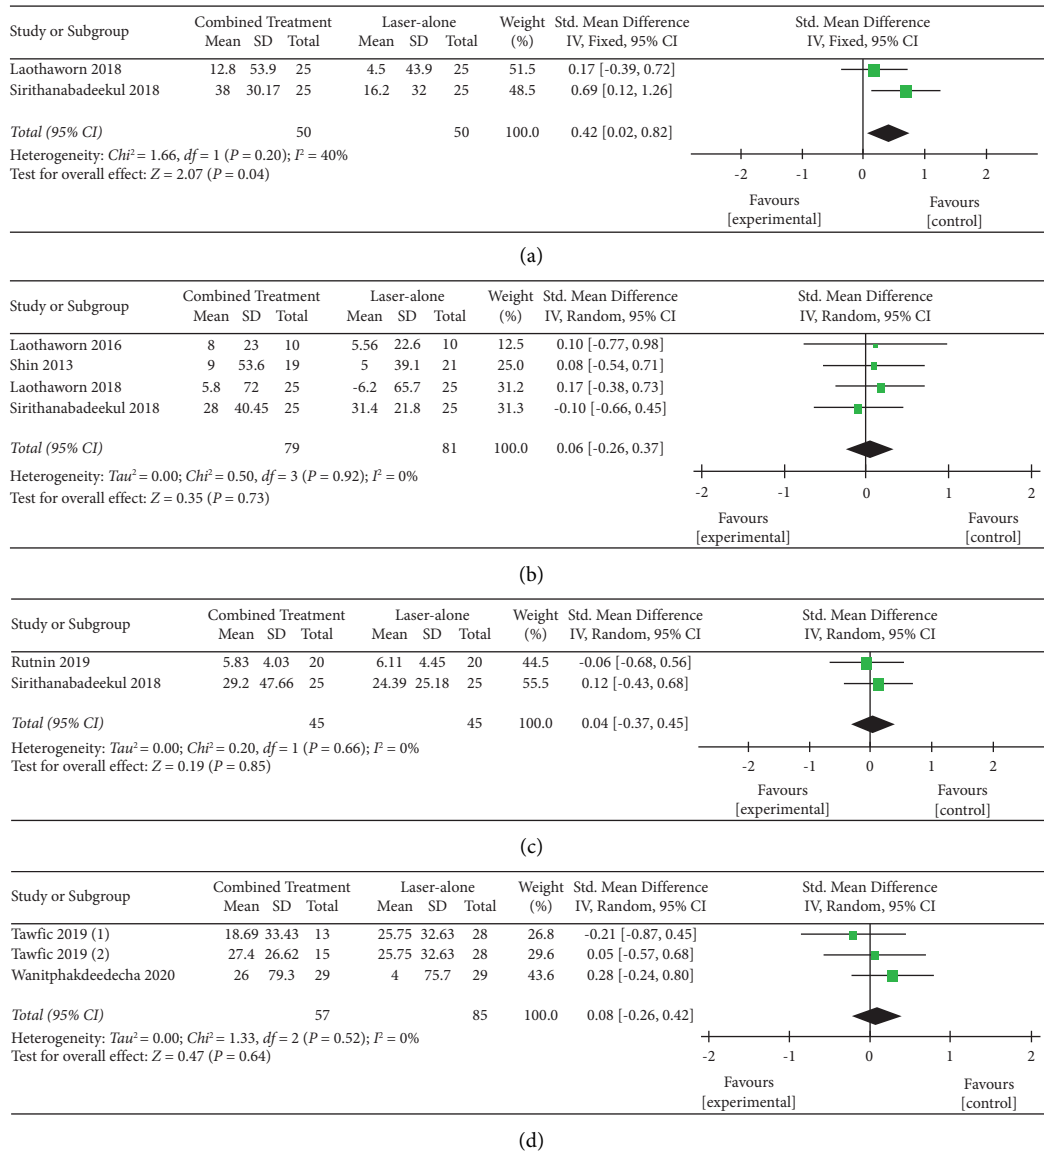 Study or Subgroup Combined Treatment Laser-alone Weight Std. Mean Difference Std. Mean Difference
Mean SD Total Mean SD Total (%) IV, Fixed, 95% CI IV, Fixed, 95% CI
Laothaworn 2018 12.8 53.9 25 4.5 43.9 25 51.5 0.17 [-0.39, 0.72]
Sirithanabadeekul 2018 38 30.17 25 16.2 32 25 48.5 0.69 [0.12, 1.26]
Total (95% CI) 50 50 100.0 0.42 [0.02, 0.82]
Heterogeneity: Chi² = 1.66, df = 1 (P = 0.20); I² = 40%
Test for overall effect: Z = 2.07 (P = 0.04)
-2 -1 0 1 2
Favours Favours
[experimental] [control]
(a)
Study or Subgroup Combined Treatment Laser-alone Weight Std. Mean Difference Std. Mean Difference
Mean SD Total Mean SD Total (%) IV, Random, 95% CI IV, Random, 95% CI
Laothaworn 2016 8 23 10 5.56 22.6 10 12.5 0.10 [-0.77, 0.98]
Shin 2013 9 53.6 19 5 39.1 21 25.0 0.08 [-0.54, 0.71]
Laothaworn 2018 5.8 72 25 -6.2 65.7 25 31.2 0.17 [-0.38, 0.73]
Sirithanabadeekul 2018 28 40.45 25 31.4 21.8 25 31.3 -0.10 [-0.66, 0.45]
Total (95% CI) 79 81 100.0 0.06 [-0.26, 0.37]
Heterogeneity: Tau² = 0.00; Chi² = 0.50, df = 3 (P = 0.92); I² = 0%
Test for overall effect: Z = 0.35 (P = 0.73)
-2 -1 0 1 2
Favours Favours
[experimental] [control]
(b)
Study or Subgroup Combined Treatment Laser-alone Weight Std. Mean Difference Std. Mean Difference
Mean SD Total Mean SD Total (%) IV, Random, 95% CI IV, Random, 95% CI
Rutnin 2019 5.83 4.03 20 6.11 4.45 20 44.5 -0.06 [-0.68, 0.56]
Sirithanabadeekul 2018 29.2 47.66 25 24.39 25.18 25 55.5 0.12 [-0.43, 0.68]
Total (95% CI) 45 45 100.0 0.04 [-0.37, 0.45]
Heterogeneity: Tau² = 0.00; Chi² = 0.20, df = 1 (P = 0.66); I² = 0%
Test for overall effect: Z = 0.19 (P = 0.85)
-2 -1 0 1 2
Favours Favours
[experimental] [control]
(c)
Study or Subgroup Combined Treatment Laser-alone Weight Std. Mean Difference Std. Mean Difference
Mean SD Total Mean SD Total (%) IV, Random, 95% CI IV, Random, 95% CI
Tawfic 2019 (1) 18.69 33.43 13 25.75 32.63 28 26.8 -0.21 [-0.87, 0.45]
Tawfic 2019 (2) 27.4 26.62 15 25.75 32.63 28 29.6 0.05 [-0.57, 0.68]
Wanitphakdeedecha 2020 26 79.3 29 4 75.7 29 43.6 0.28 [-0.24, 0.80]
Total (95% CI) 57 85 100.0 0.08 [-0.26, 0.42]
Heterogeneity: Tau² = 0.00; Chi² = 1.33, df = 2 (P = 0.52); I² = 0%
Test for overall effect: Z = 0.47 (P = 0.64)
-2 -1 0 1 2
Favours Favours
[experimental] [control]
(d)